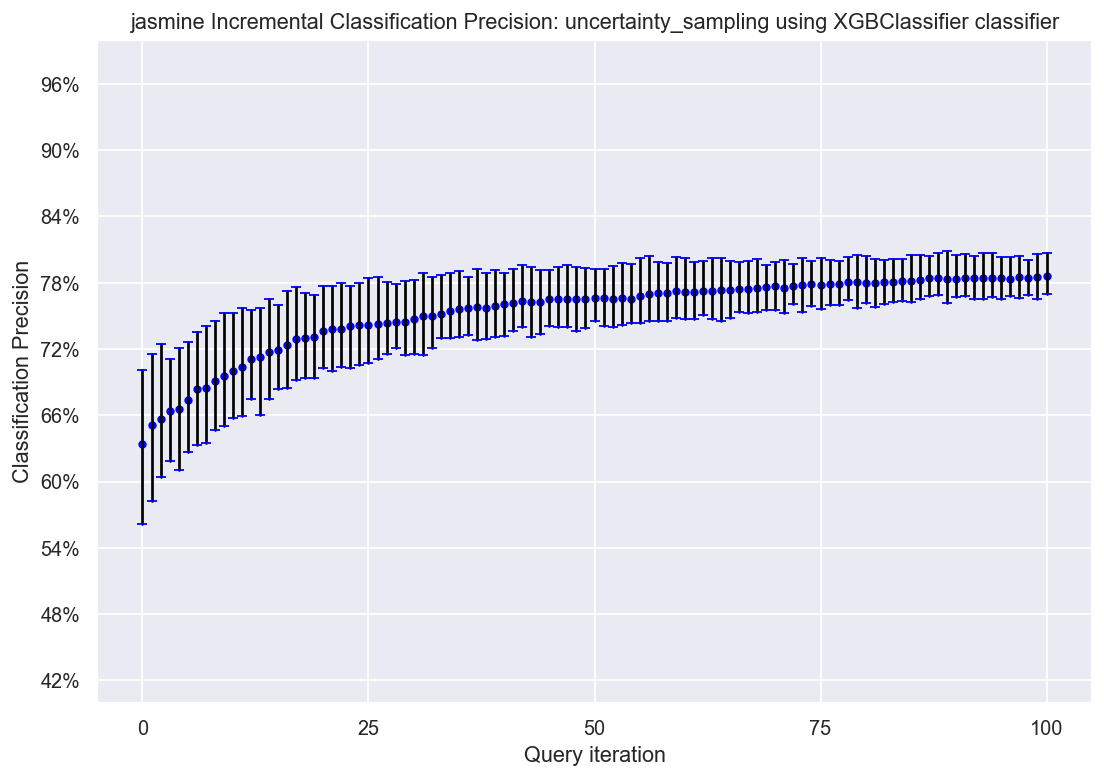 jasmine Incremental Classification Precision: uncertainty_sampling using XGBClassifier classifier
Classification Precision
96%
90%
84%
78%
72%
66%
60%
54%
48%
42%
0 25 50 75 100
Query iteration